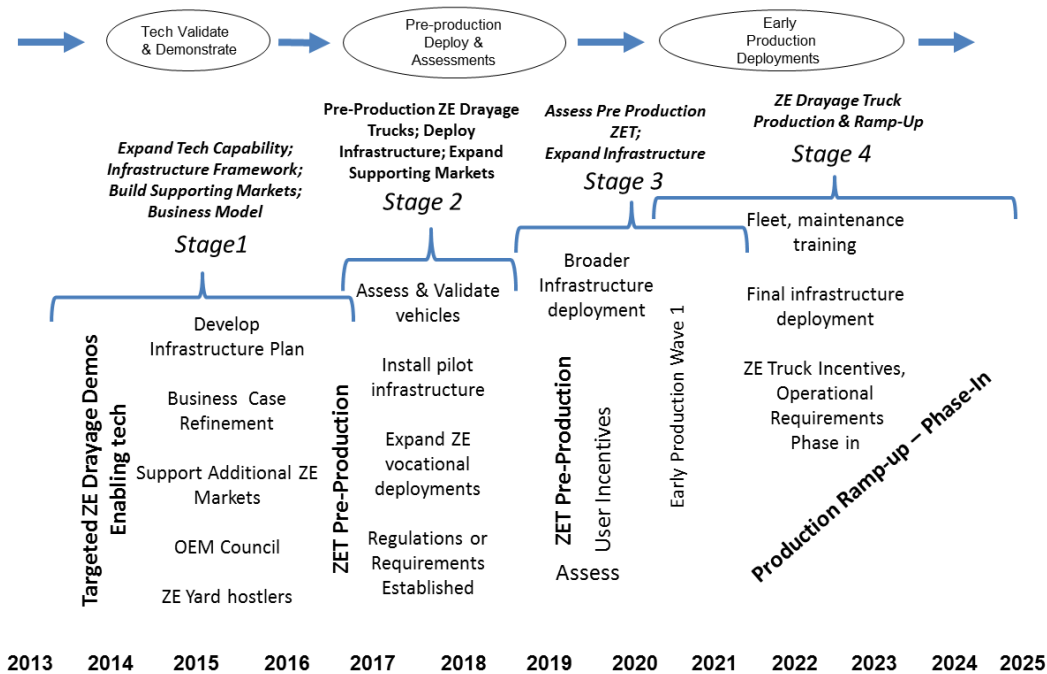 Tech Validate
& Demonstrate
Pre-production
Deploy &
Assessments
Early
Production
Deployments
Expand Tech Capability;
Infrastructure Framework;
Build Supporting Markets;
Business Model
Stage1
Pre-Production ZE Drayage
Trucks; Deploy
Infrastructure; Expand
Supporting Markets
Stage 2
Assess Pre Production
ZET;
Expand Infrastructure
Stage 3
ZE Drayage Truck
Production & Ramp-Up
Stage 4
Targeted ZE Drayage Demos
Enabling tech
Develop
Infrastructure Plan
Business Case
Refinement
Support Additional ZE
Markets
OEM Council
ZE Yard hostlers
ZET Pre-Production
Assess & Validate
vehicles
Install pilot
infrastructure
Expand ZE
vocational
deployments
Regulations or
Requirements
Established
Broader
Infrastructure
deployment
ZET Pre-Production
User Incentives
Assess
Early Production Wave 1
Fleet, maintenance
training
Final infrastructure
deployment
ZE Truck Incentives,
Operational
Requirements
Phase in
Production Ramp-up – Phase-In
2013 2014 2015 2016 2017 2018 2019 2020 2021 2022 2023 2024 2025